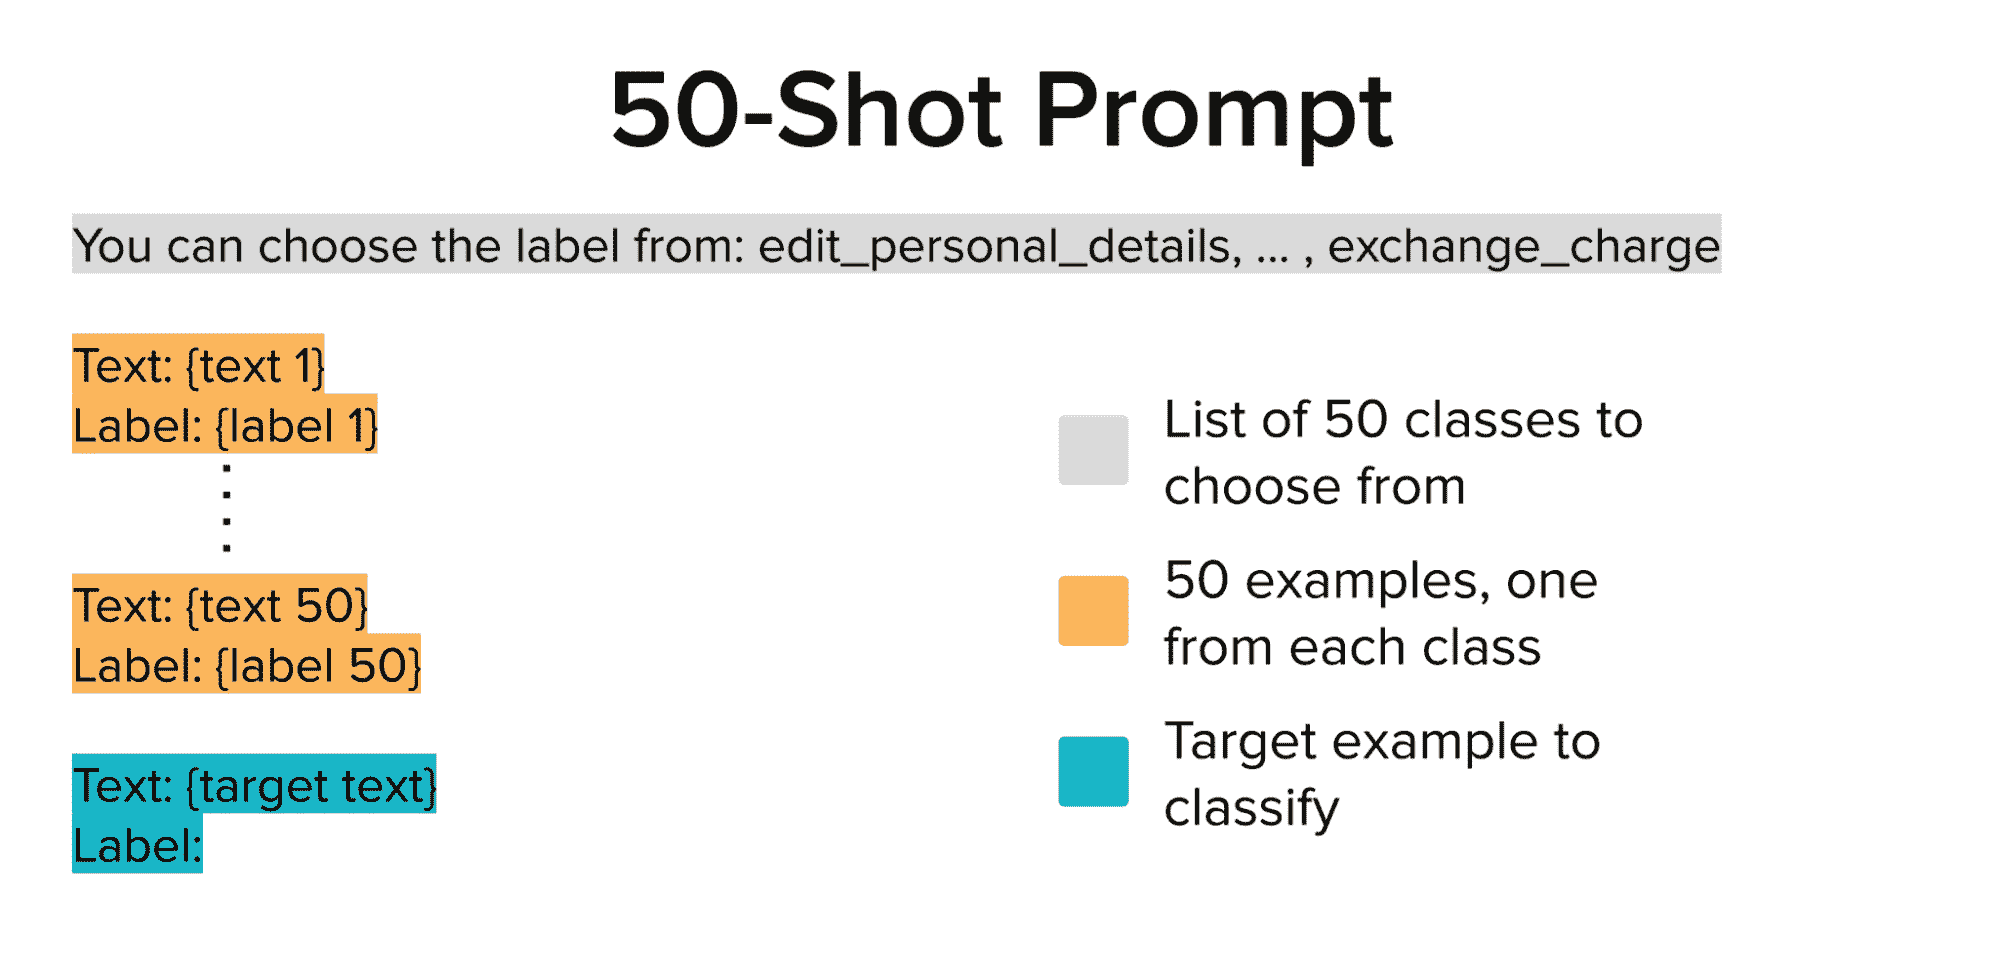 50-Shot Prompt
You can choose the label from: edit_personal_details, ... , exchange_charge
Text: {text 1}
Label: {label 1}
Text: {text 50}
Label: {label 50}
Text: {target text}
Label:
List of 50 classes to
choose from
50 examples, one
from each class
Target example to
classify